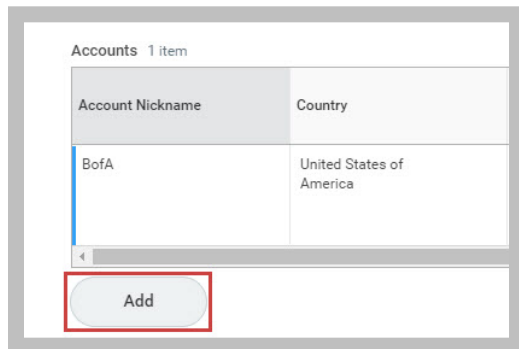 Accounts 1 item
Account Nickname Country
BofA United States of
America
Add